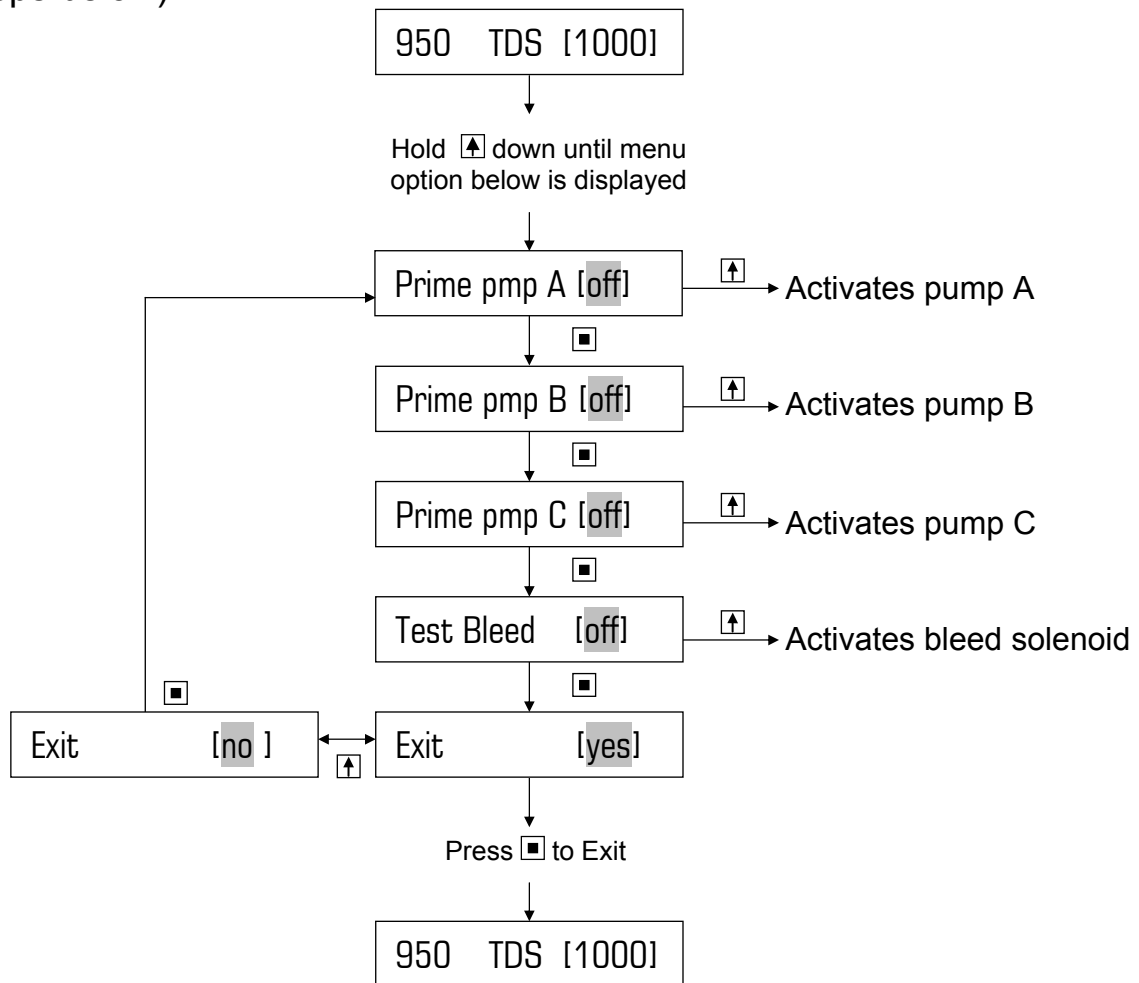 950 TDS [1000]
Hold down until menu
option below is displayed
Prime pmp A [off]
Activates pump A
Prime pmp B [off]
Activates pump B
Prime pmp C [off]
Activates pump C
Test Bleed [off]
Activates bleed solenoid
Exit [no ]
Exit [yes]
Press to Exit
950 TDS [1000]